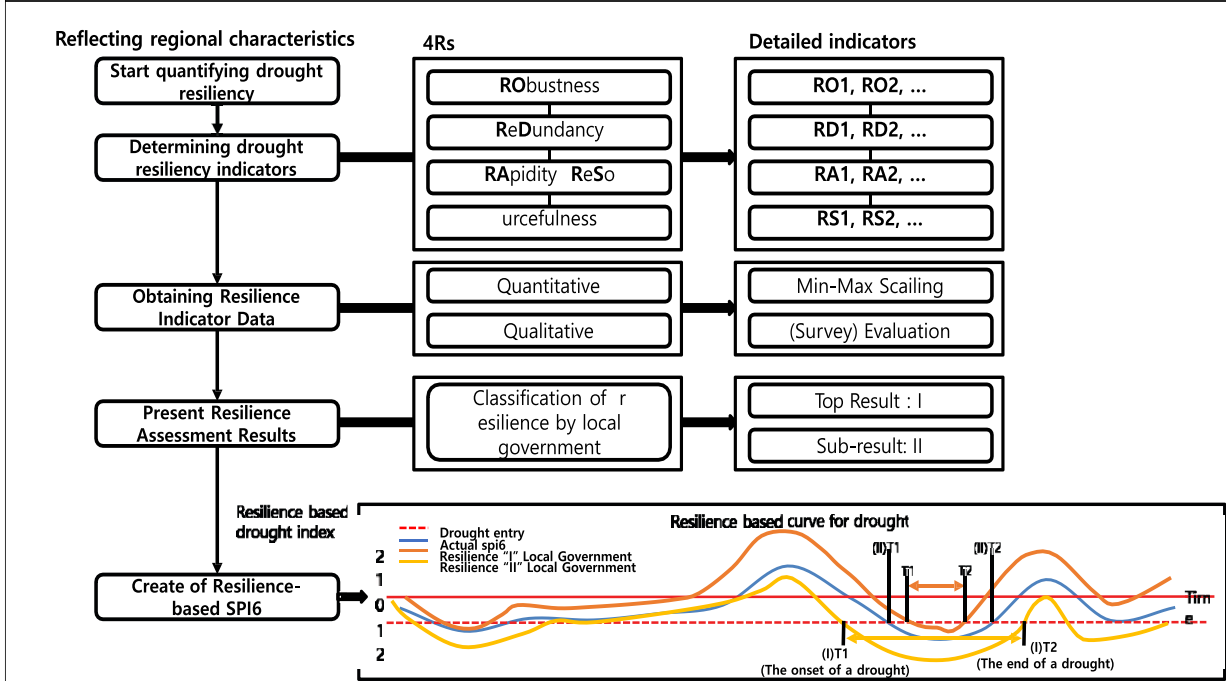 Reflecting regional characteristics
4Rs
Detailed indicators
Start quantifying drought
resiliency
Determining drought
resiliency indicators
RObustness
ReDundancy
RApidity ReSo
urcefulness
RO1, RO2, ...
RD1, RD2, ...
RA1, RA2, ...
RS1, RS2, ...
Obtaining Resilience
Indicator Data
Quantitative
Qualitative
Min-Max Scailing
(Survey) Evaluation
Present Resilience
Assessment Results
Classification of r
esilience by local
government
Top Result : I
Sub-result: II
Resilience based
drought index
Create of Resilience-
based SPI6
Resilience based curve for drought
Drought entry
Actual spi6
Resilience "I" Local Government
Resilience "II" Local Government
2
1
0
1
2
(II)T1
(II)T2
T1
T2
Tim
e
(I)T1
(The onset of a drought)
(I)T2
(The end of a drought)